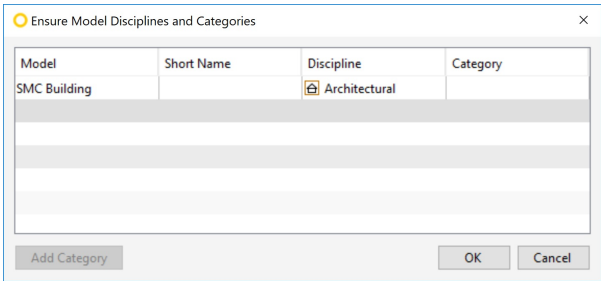 Ensure Model Disciplines and Categories
Model Short Name Discipline Category
SMC Building Architectural
Add Category OK Cancel